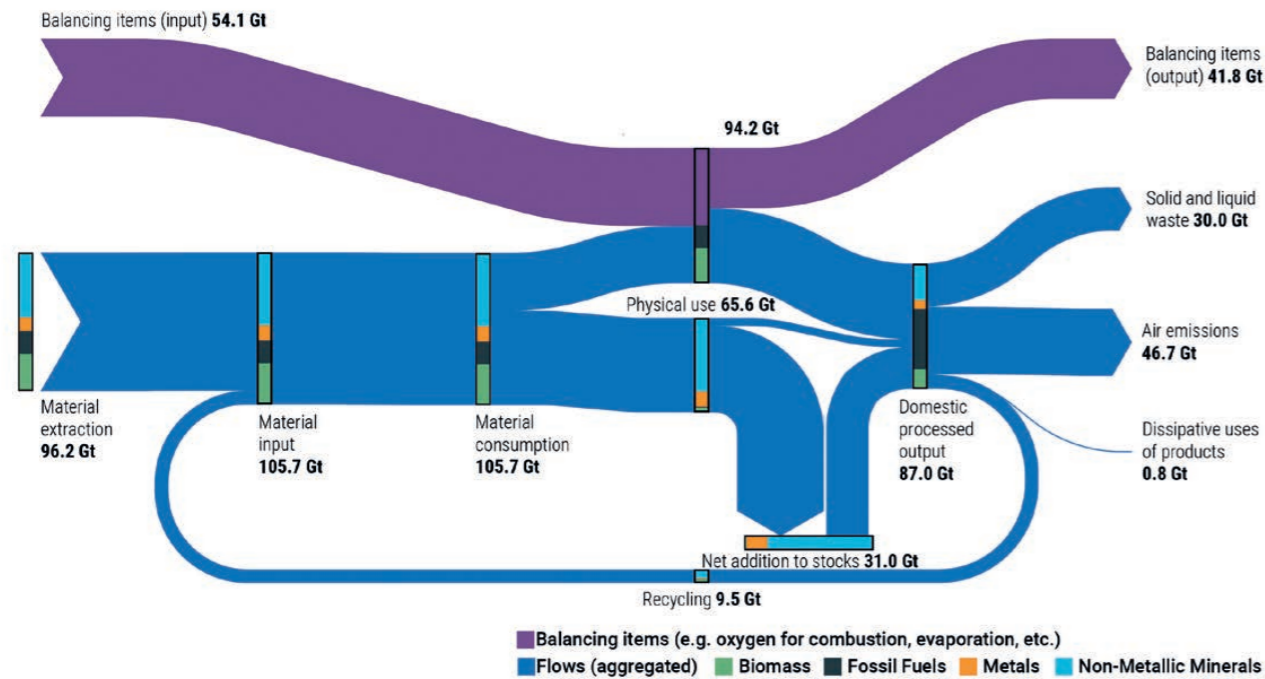 Balancing items (input) 54.1 Gt
Balancing items
(output) 41.8 Gt
94.2 Gt
Solid and liquid
waste 30.0 Gt
Physical use 65.6 Gt
Air emissions
46.7 Gt
Material
extraction
96.2 Gt
Material
input
105.7 Gt
Material
consumption
105.7 Gt
Domestic
processed
output
87.0 Gt
Dissipative uses
of products
0.8 Gt
Net addition to stocks 31.0 Gt
Recycling 9.5 Gt
Balancing items (e.g. oxygen for combustion, evaporation, etc.)
Flows (aggregated) Biomass Fossil Fuels Metals Non-Metallic Minerals